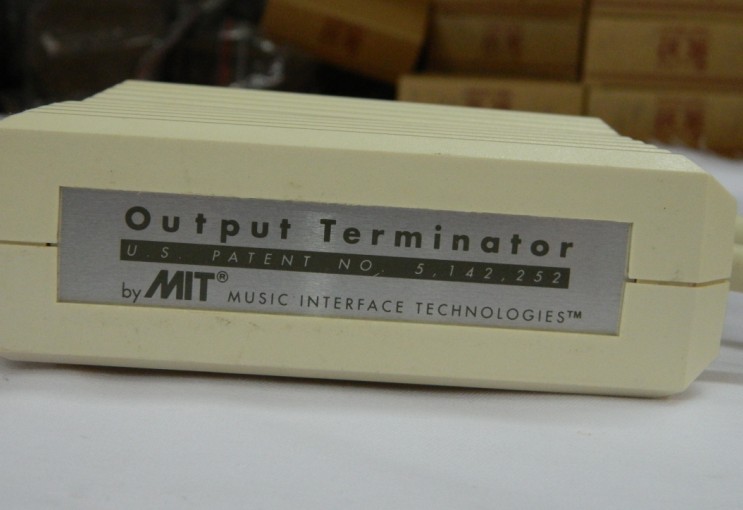 Output Terminator
U.S. PATENT NO. 5,142,252
by MIT® MUSIC INTERFACE TECHNOLOGIES™